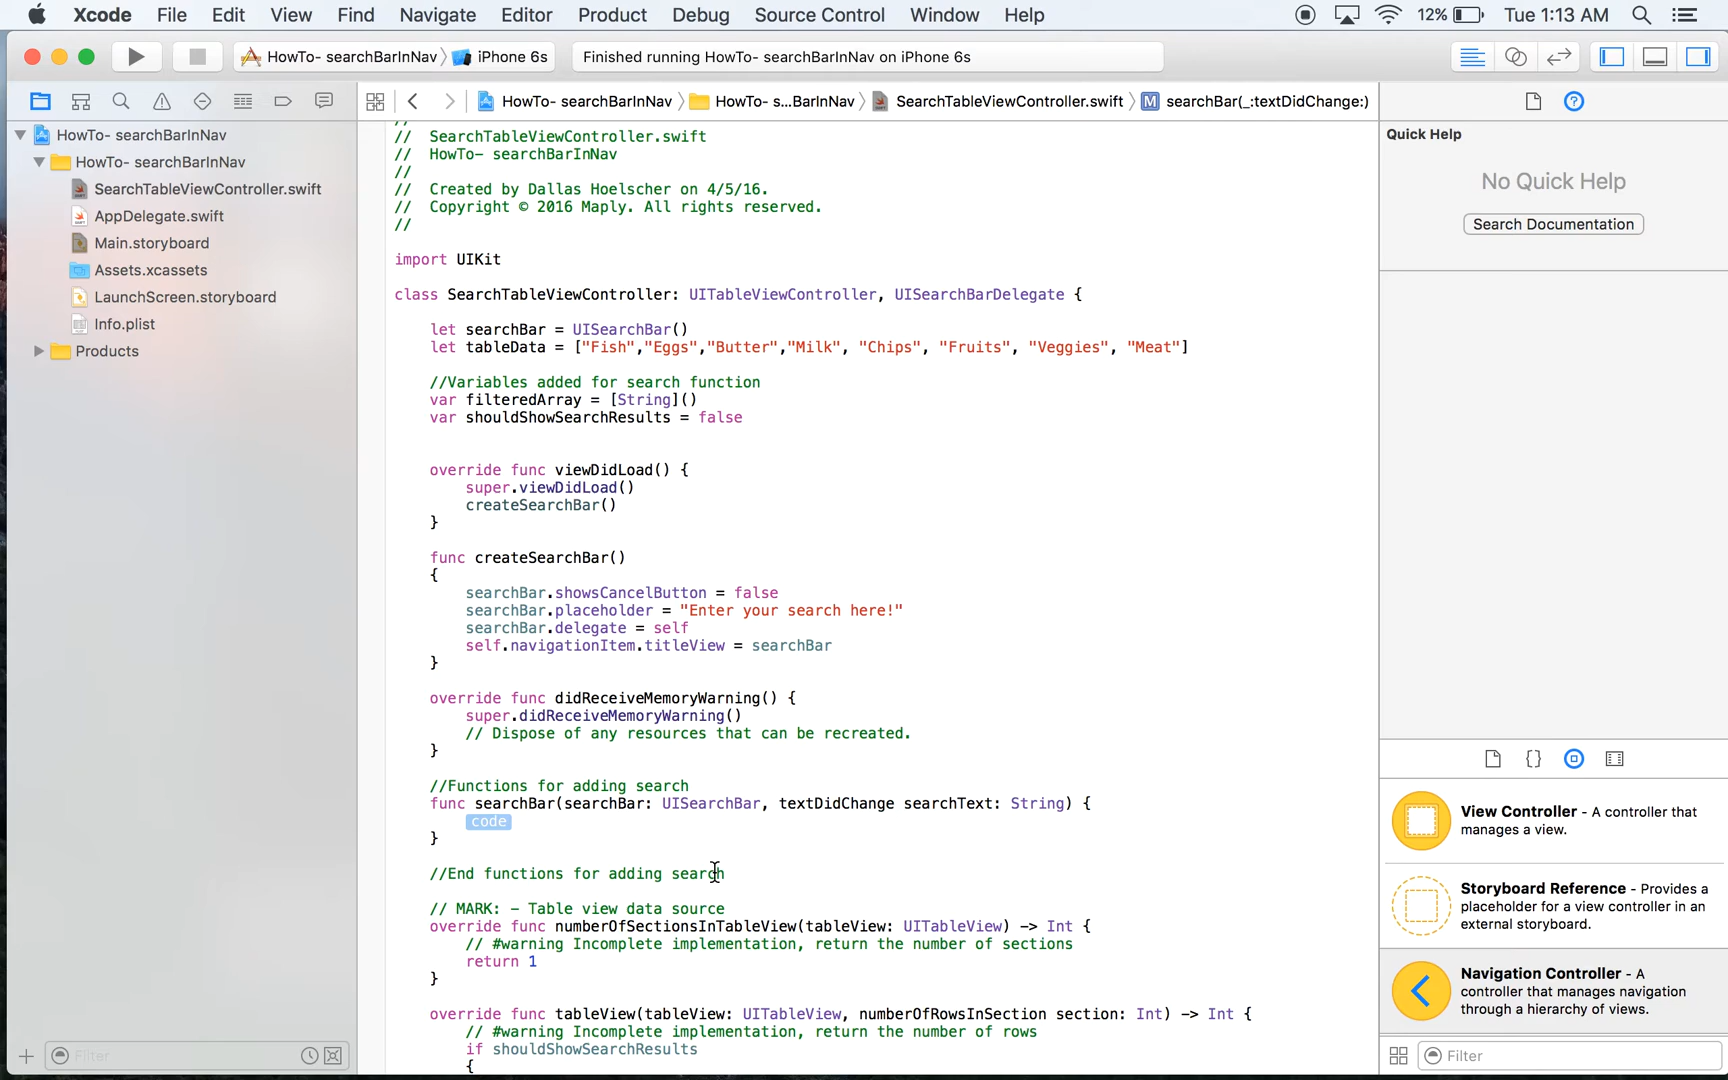 Xcode File Edit View Find Navigate Editor Product Debug Source Control Window Help 12% Tue 1:13 AM
HowTo- searchBarInNav iPhone 6s Finished running HowTo- searchBarInNav on iPhone 6s
HowTo- searchBarInNav HowTo- s...BarInNav SearchTableViewController.swift M searchBar(_:textDidChange:)
HowTo- searchBarInNav
HowTo- searchBarInNav
SearchTableViewController.swift
AppDelegate.swift
Main.storyboard
Assets.xcassets
LaunchScreen.storyboard
Info.plist
Products
Filter
//
// SearchTableViewController.swift
// HowTo- searchBarInNav
//
// Created by Dallas Hoelscher on 4/5/16.
// Copyright © 2016 Maply. All rights reserved.
//
import UIKit
class SearchTableViewController: UITableViewController, UISearchBarDelegate {
let searchBar = UISearchBar()
let tableData = ["Fish","Eggs","Butter","Milk", "Chips", "Fruits", "Veggies", "Meat"]
//Variables added for search function
var filteredArray = [String]()
var shouldShowSearchResults = false
override func viewDidLoad() {
super.viewDidLoad()
createSearchBar()
}
func createSearchBar()
{
searchBar.showsCancelButton = false
searchBar.placeholder = "Enter your search here!"
searchBar.delegate = self
self.navigationItem.titleView = searchBar
}
override func didReceiveMemoryWarning() {
super.didReceiveMemoryWarning()
// Dispose of any resources that can be recreated.
}
//Functions for adding search
func searchBar(searchBar: UISearchBar, textDidChange searchText: String) {
code
}
//End functions for adding search
// MARK: - Table view data source
override func numberOfSectionsInTableView(tableView: UITableView) -> Int {
// #warning Incomplete implementation, return the number of sections
return 1
}
override func tableView(tableView: UITableView, numberOfRowsInSection section: Int) -> Int {
// #warning Incomplete implementation, return the number of rows
if shouldShowSearchResults
{
Quick Help
No Quick Help
Search Documentation
{}
View Controller - A controller that
manages a view.
Storyboard Reference - Provides a
placeholder for a view controller in an
external storyboard.
Navigation Controller - A
controller that manages navigation
through a hierarchy of views.
Filter